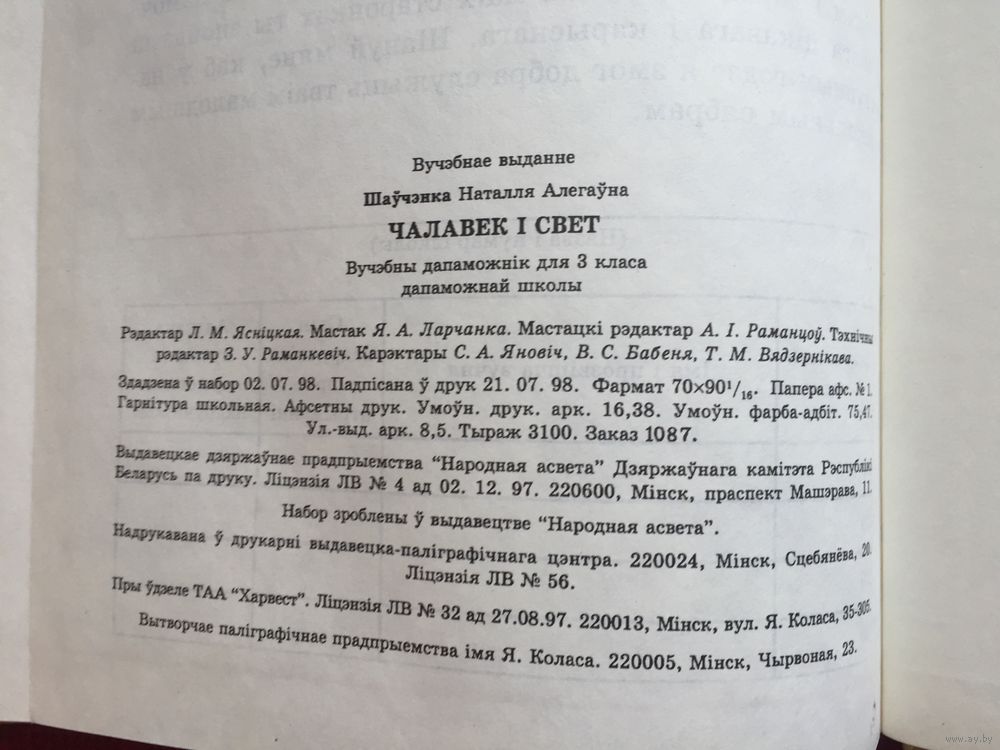 Вучэбнае выданне
Шаўчэнка Наталля Алегаўна
ЧАЛАВЕК І СВЕТ
Вучэбны дапаможнік для 3 класа
дапаможнай школы
Рэдактар Л. М. Ясніцкая. Мастак Я. А. Ларчанка. Мастацкі рэдактар А. І. Раманцоў. Тэхнічны
рэдактар З. У. Раманкевіч. Карэктары С. А. Яновіч, В. С. Бабеня, Т. М. Вядзернікава.
Здадзена ў набор 02. 07. 98. Падпісана ў друк 21. 07. 98. Фармат 70×90¹/₁₆. Папера афс. № 1.
Гарнітура школьная. Афсетны друк. Умоўн. друк. арк. 16,38. Умоўн. фарба-адбіт. 75,47.
Ул.-выд. арк. 8,5. Тыраж 3100. Заказ 1087.
Выдавецкае дзяржаўнае прадпрыемства “Народная асвета” Дзяржаўнага камітэта Рэспублікі
Беларусь па друку. Ліцэнзія ЛВ № 4 ад 02. 12. 97. 220600, Мінск, праспект Машэрава, 11.
Набор зроблены ў выдавецтве “Народная асвета”.
Надрукавана ў друкарні выдавецка-паліграфічнага цэнтра. 220024, Мінск, Сцебянёва, 20.
Ліцэнзія ЛВ № 56.
Пры ўдзеле ТАА “Харвест”. Ліцэнзія ЛВ № 32 ад 27.08.97. 220013, Мінск, вул. Я. Коласа, 35-305.
Вытворчае паліграфічнае прадпрыемства імя Я. Коласа. 220005, Мінск, Чырвоная, 23.
www.ay.by